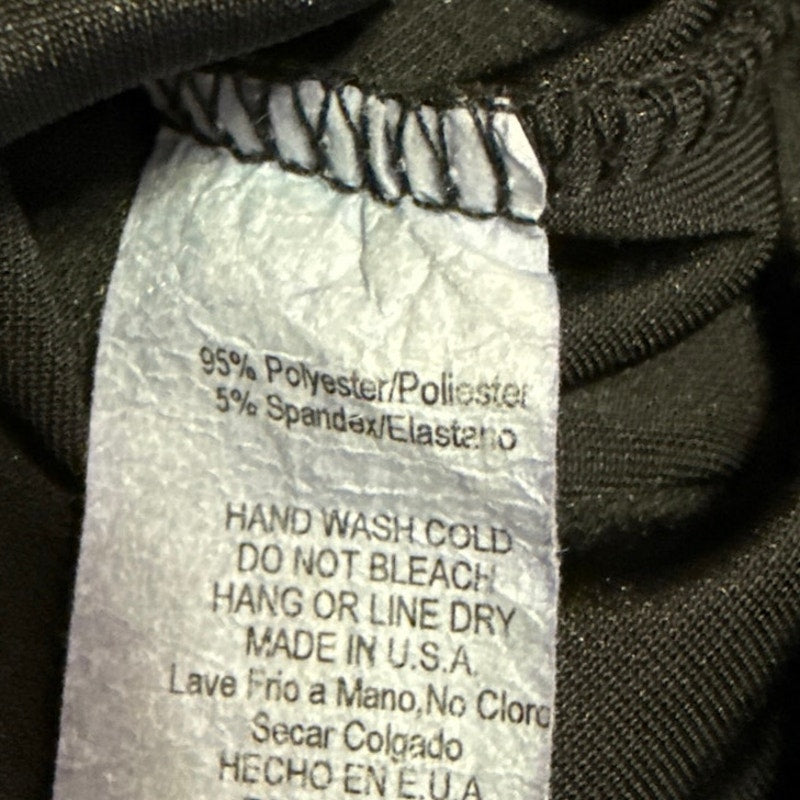 95% Polyester/Poliester
5% Spandex/Elastano
HAND WASH COLD
DO NOT BLEACH
HANG OR LINE DRY
MADE IN U.S.A.
Lave Frio a Mano,No Cloro
Secar Colgado
HECHO EN E.U.A.